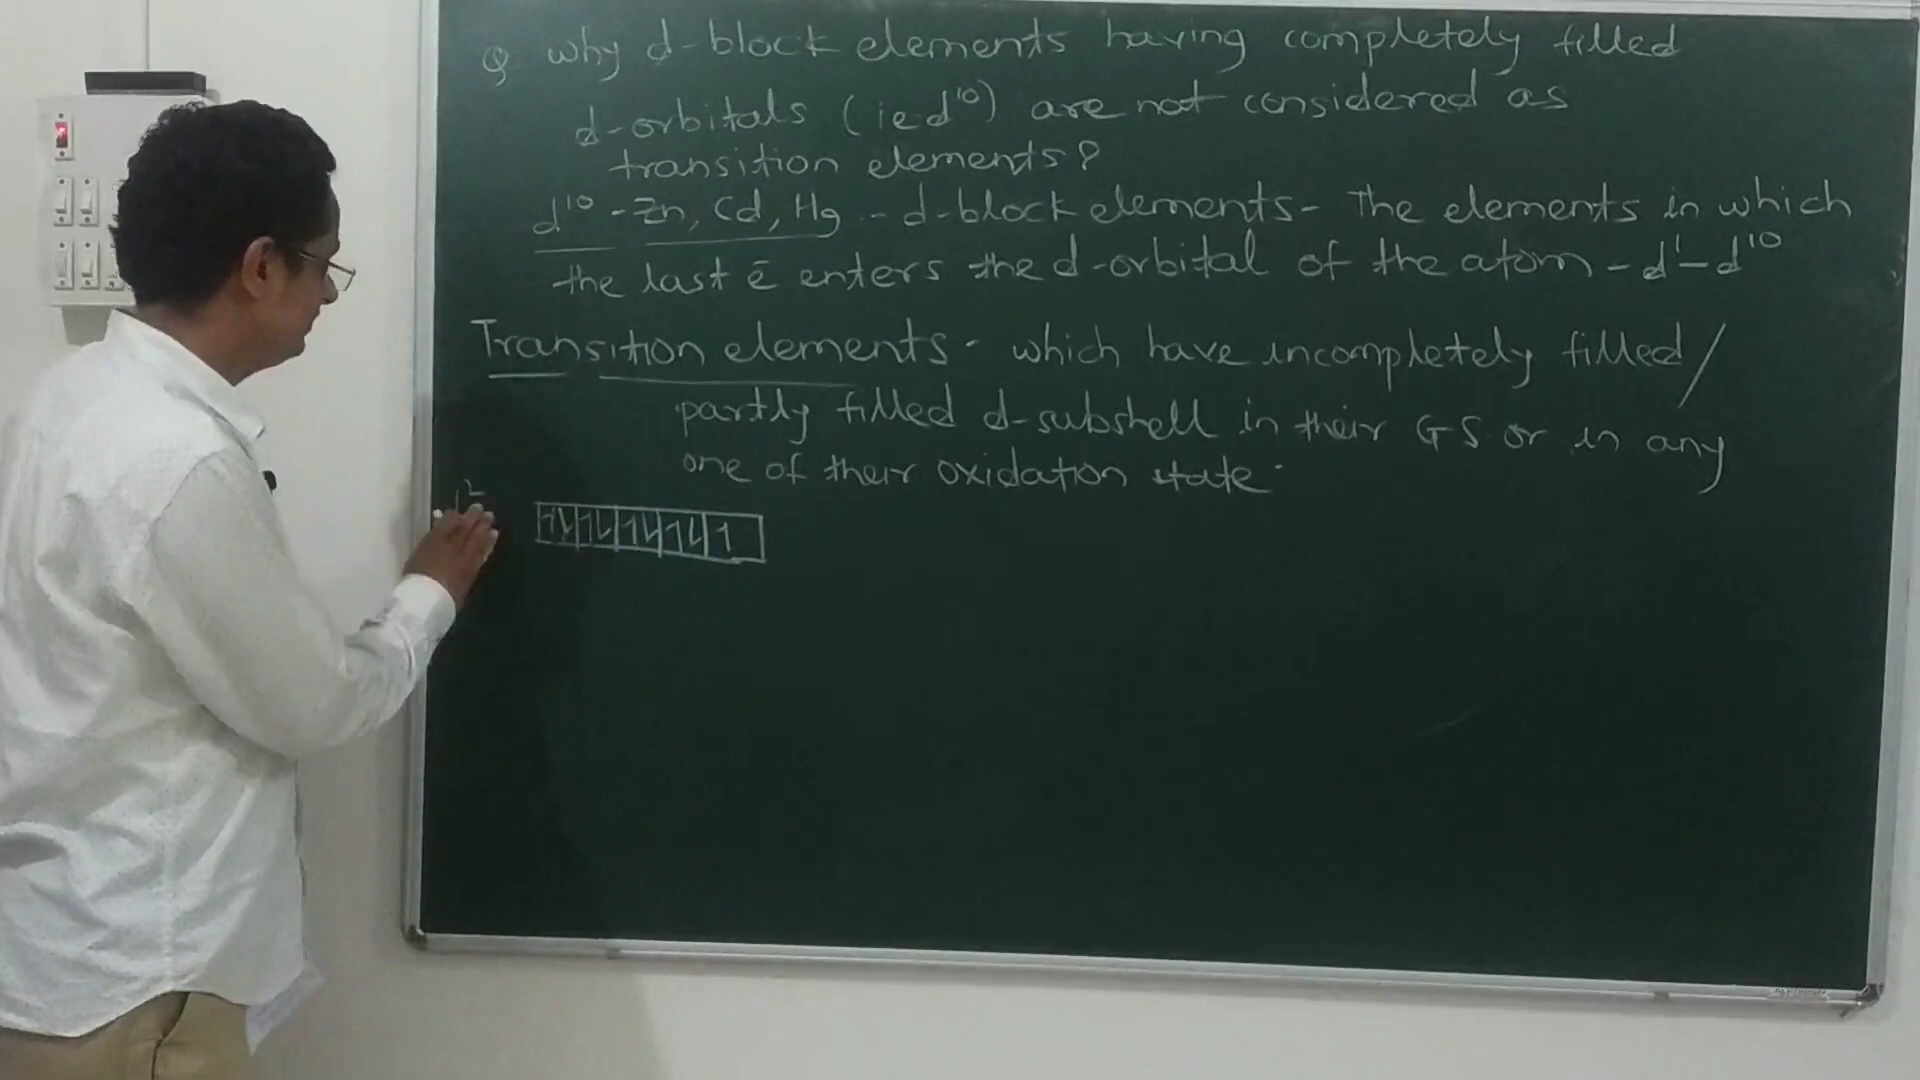 Q why d-block elements having completely filled
d-orbitals (ie d¹⁰) are not considered as
transition elements?
d¹⁰ - Zn, Cd, Hg - d-block elements - The elements in which
the last ē enters the d-orbital of the atom - d¹ - d¹⁰
Transition elements - which have incompletely filled/
partly filled d-subshell in their GS or in any
one of their oxidation state.
1L 1L 1L 1L 1